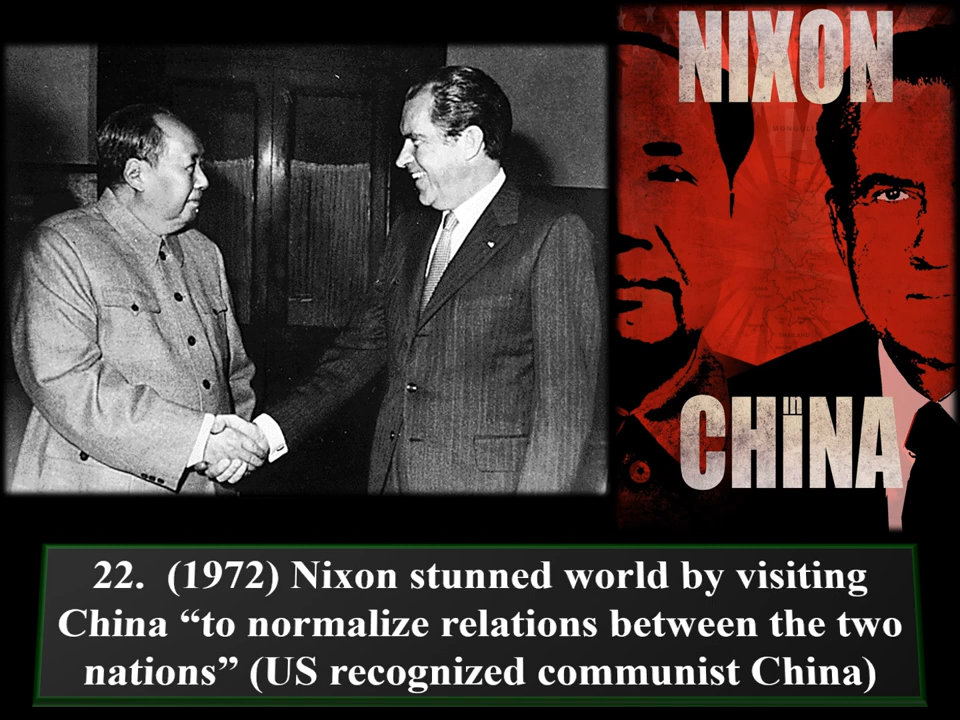 NIXON
in
CHiNA
22. (1972) Nixon stunned world by visiting
China “to normalize relations between the two
nations” (US recognized communist China)